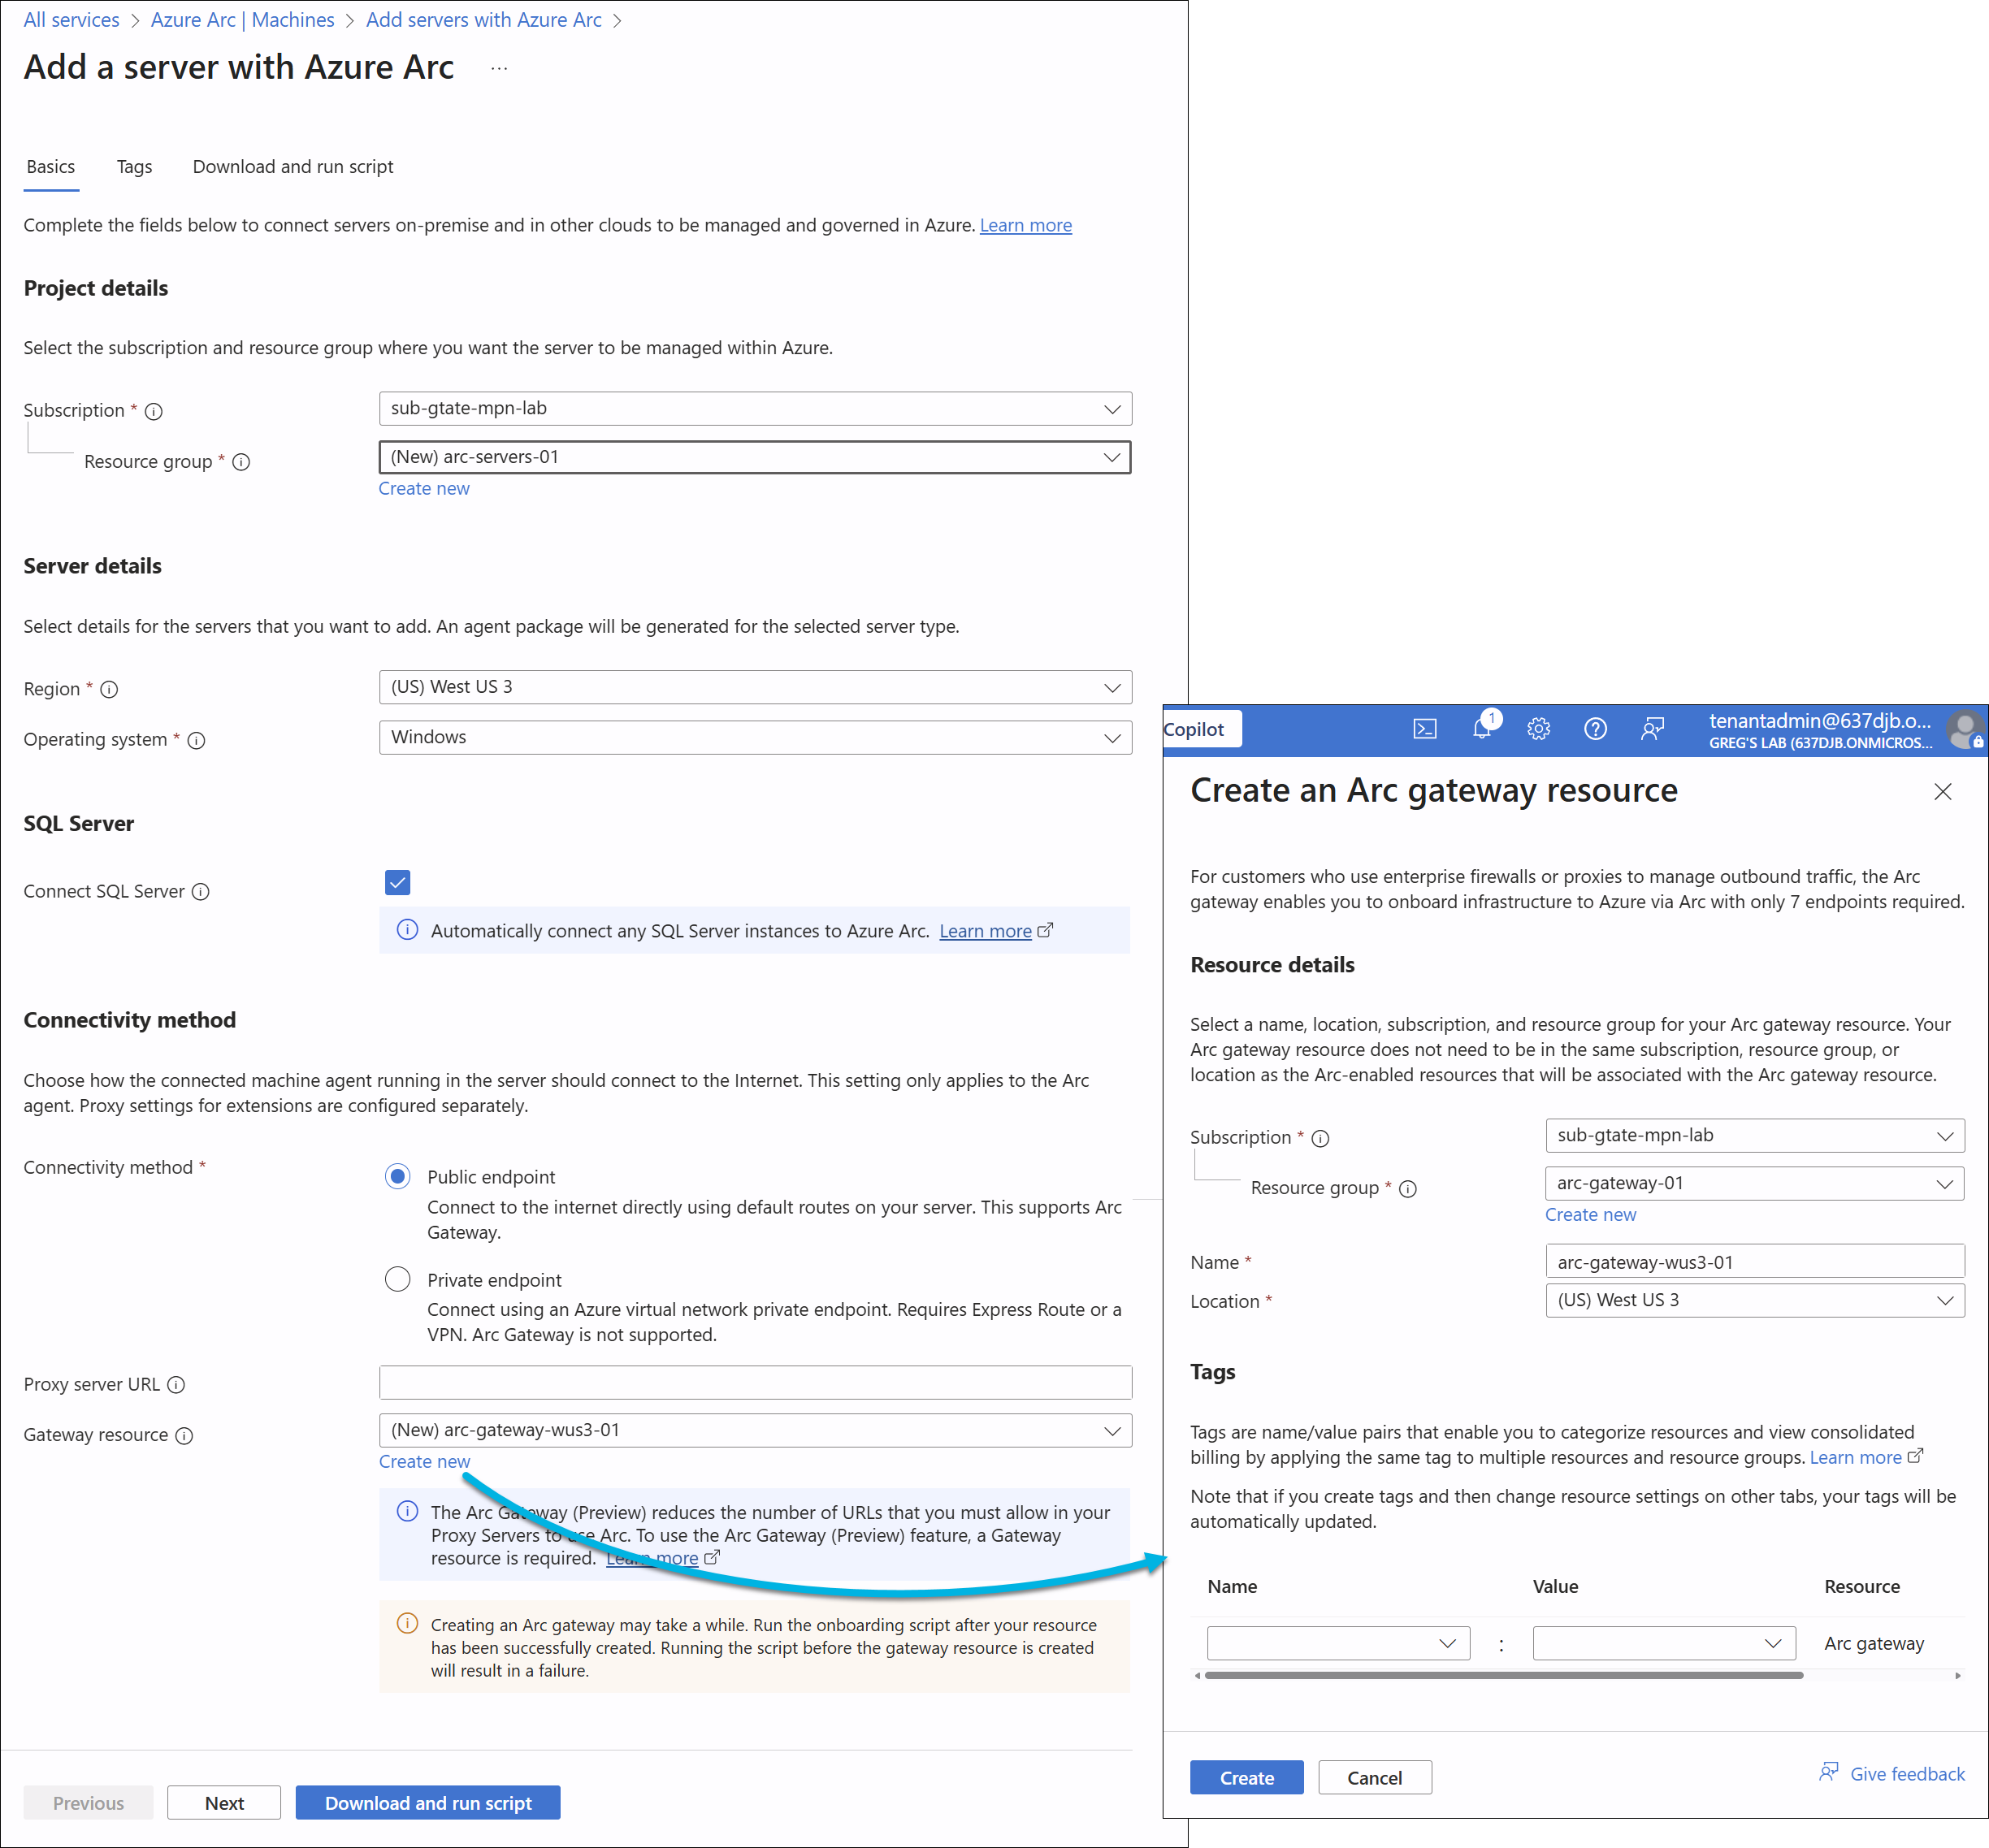 All services > Azure Arc | Machines > Add servers with Azure Arc >
Add a server with Azure Arc ...
Basics Tags Download and run script
Complete the fields below to connect servers on-premise and in other clouds to be managed and governed in Azure. Learn more
Project details
Select the subscription and resource group where you want the server to be managed within Azure.
Subscription *
sub-gtate-mpn-lab
Resource group *
(New) arc-servers-01
Create new
Server details
Select details for the servers that you want to add. An agent package will be generated for the selected server type.
Region *
(US) West US 3
Operating system *
Windows
SQL Server
Connect SQL Server
Automatically connect any SQL Server instances to Azure Arc. Learn more
Connectivity method
Choose how the connected machine agent running in the server should connect to the Internet. This setting only applies to the Arc
agent. Proxy settings for extensions are configured separately.
Connectivity method *
Public endpoint
Connect to the internet directly using default routes on your server. This supports Arc
Gateway.
Private endpoint
Connect using an Azure virtual network private endpoint. Requires Express Route or a
VPN. Arc Gateway is not supported.
Proxy server URL
Gateway resource
(New) arc-gateway-wus3-01
Create new
The Arc Gateway (Preview) reduces the number of URLs that you must allow in your
Proxy Servers to use Arc. To use the Arc Gateway (Preview) feature, a Gateway
resource is required. Learn more
Creating an Arc gateway may take a while. Run the onboarding script after your resource
has been successfully created. Running the script before the gateway resource is created
will result in a failure.
Previous Next Download and run script
Copilot
1
tenantadmin@637djb.o...
GREG'S LAB (637DJB.ONMICROS...
Create an Arc gateway resource
For customers who use enterprise firewalls or proxies to manage outbound traffic, the Arc
gateway enables you to onboard infrastructure to Azure via Arc with only 7 endpoints required.
Resource details
Select a name, location, subscription, and resource group for your Arc gateway resource. Your
Arc gateway resource does not need to be in the same subscription, resource group, or
location as the Arc-enabled resources that will be associated with the Arc gateway resource.
Subscription *
sub-gtate-mpn-lab
Resource group *
arc-gateway-01
Create new
Name *
arc-gateway-wus3-01
Location *
(US) West US 3
Tags
Tags are name/value pairs that enable you to categorize resources and view consolidated
billing by applying the same tag to multiple resources and resource groups. Learn more
Note that if you create tags and then change resource settings on other tabs, your tags will be
automatically updated.
Name Value Resource
: Arc gateway
Create Cancel Give feedback